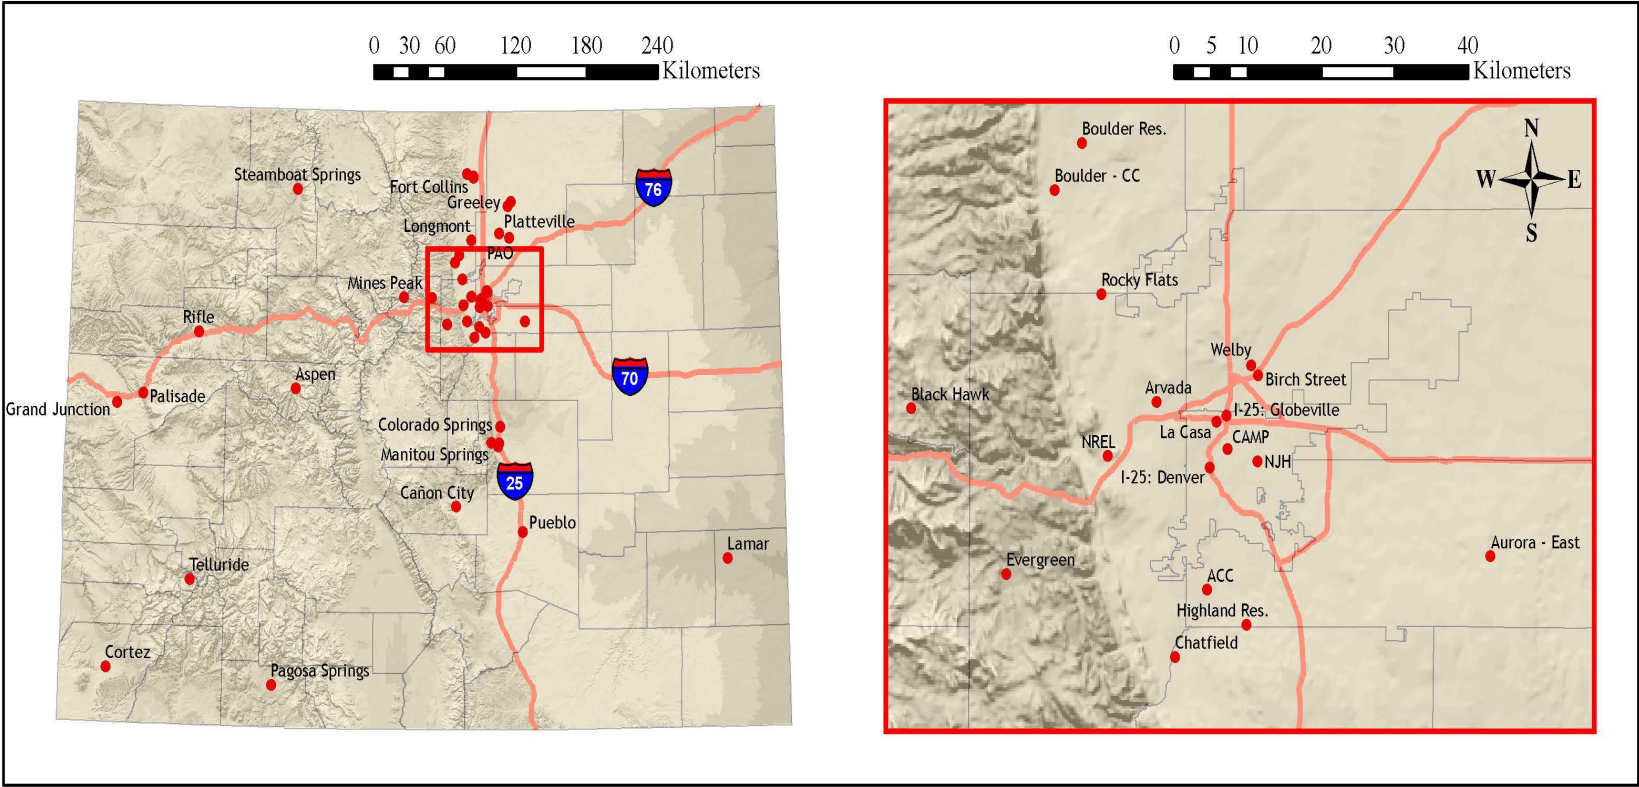 0 30 60 120 180 240
Kilometers
Steamboat Springs
Fort Collins
Greeley
Platteville
Longmont
PAO
Mines Peak
Rifle
Aspen
Palisade
Grand Junction
Colorado Springs
Manitou Springs
Cañon City
Pueblo
Lamar
Telluride
Cortez
Pagosa Springs
76
70
25
0 5 10 20 30 40
Kilometers
N
W E
S
Boulder Res.
Boulder - CC
Rocky Flats
Welby
Birch Street
Arvada
Black Hawk
I-25: Globeville
La Casa
CAMP
NREL
NJH
I-25: Denver
Aurora - East
Evergreen
ACC
Highland Res.
Chatfield